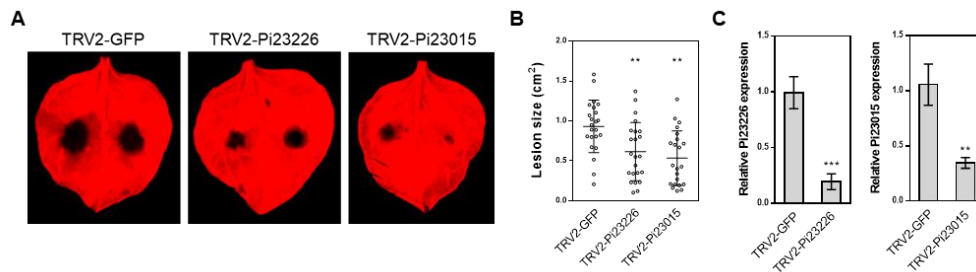 A
TRV2-GFP
TRV2-Pi23226
TRV2-Pi23015
B
Lesion size (cm²)
2.0
1.5
1.0
0.5
0.0
**
**
TRV2-GFP
TRV2-Pi23226
TRV2-Pi23015
C
Relative Pi23226 expression
1.5
1.0
0.5
0.0
***
TRV2-GFP
TRV2-Pi23226
Relative Pi23015 expression
1.5
1.0
0.5
0.0
**
TRV2-GFP
TRV2-Pi23015